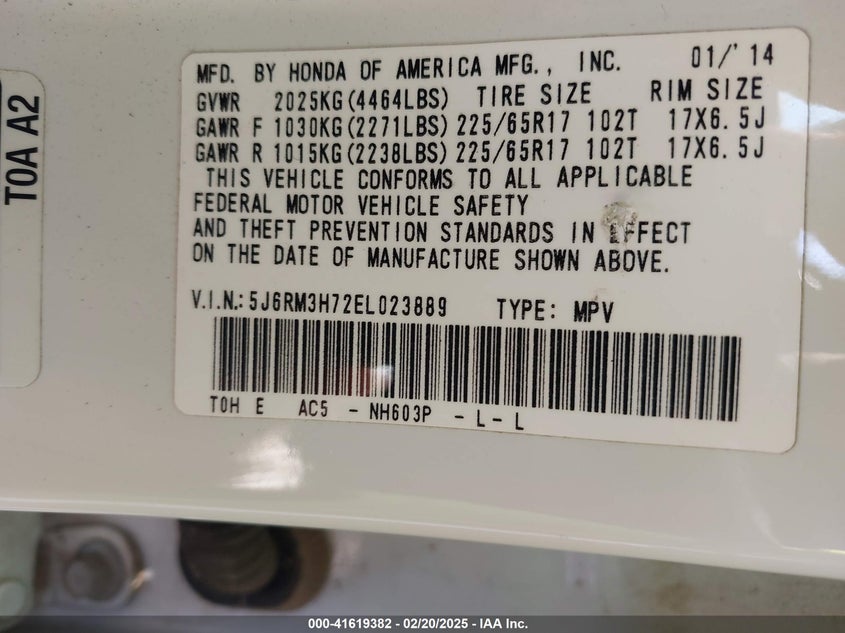 MFD. BY HONDA OF AMERICA MFG., INC. 01/'14
GVWR 2025KG(4464LBS) TIRE SIZE RIM SIZE
GAWR F 1030KG(2271LBS) 225/65R17 102T 17X6.5J
GAWR R 1015KG(2238LBS) 225/65R17 102T 17X6.5J
THIS VEHICLE CONFORMS TO ALL APPLICABLE
FEDERAL MOTOR VEHICLE SAFETY
AND THEFT PREVENTION STANDARDS IN EFFECT
ON THE DATE OF MANUFACTURE SHOWN ABOVE.
V.I.N.: 5J6RM3H72EL023889 TYPE: MPV
TOH E AC5 - NH603P - L- L
TOA A2
000-41619382 - 02/20/2025 - IAA Inc.